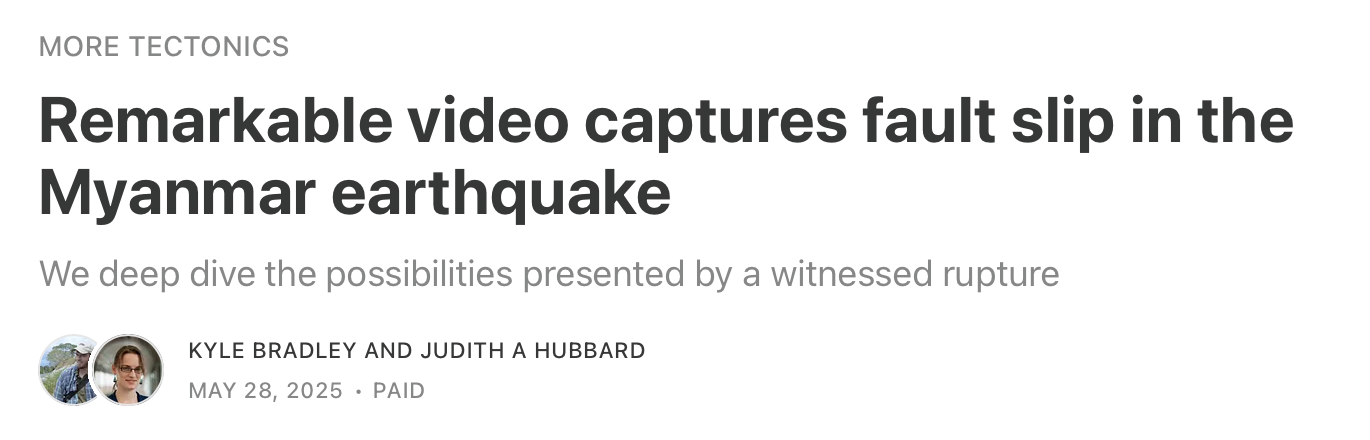 MORE TECTONICS
Remarkable video captures fault slip in the
Myanmar earthquake
We deep dive the possibilities presented by a witnessed rupture
KYLE BRADLEY AND JUDITH A HUBBARD
MAY 28, 2025 • PAID